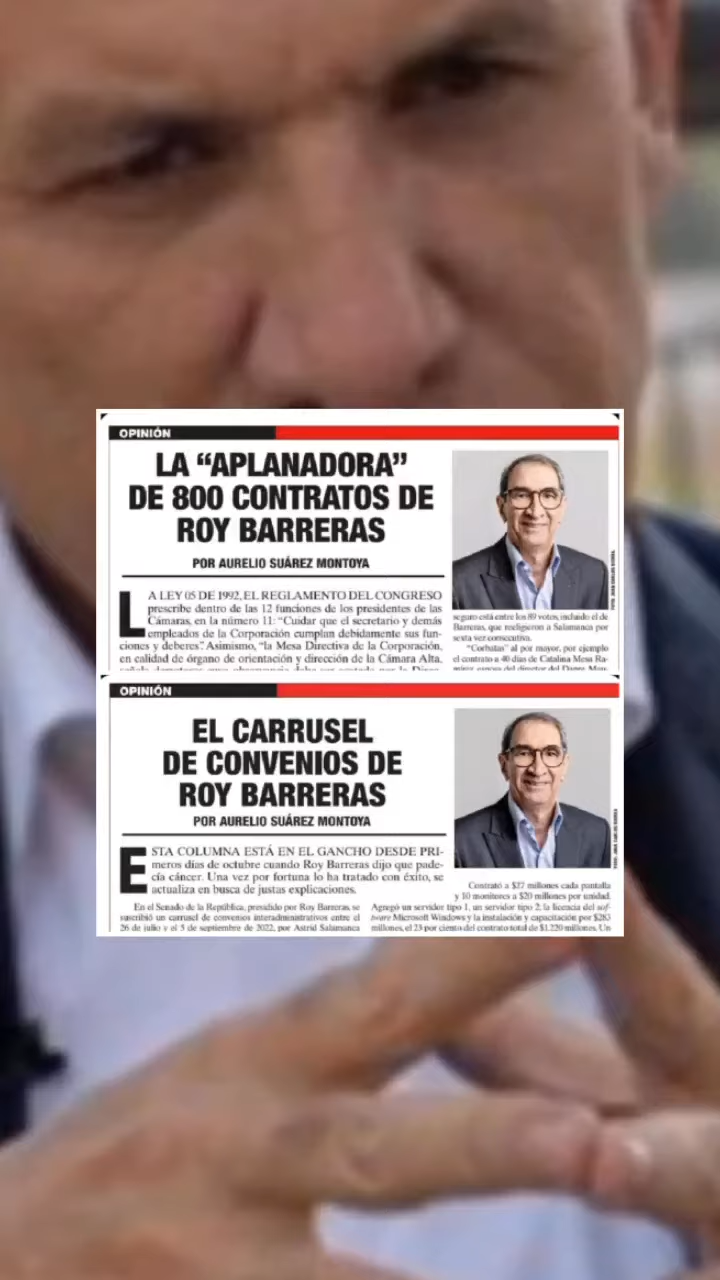 OPINIÓN
LA “APLANADORA”
DE 800 CONTRATOS DE
ROY BARRERAS
POR AURELIO SUÁREZ MONTOYA
LA LEY 05 DE 1992, EL REGLAMENTO DEL CONGRESO
prescribe dentro de las 12 funciones de los presidentes de las
Cámaras, en la número 11: “Cuidar que el secretario y demás
empleados de la Corporación cumplan debidamente sus fun-
ciones y deberes”. Asimismo, “la Mesa Directiva de la Corporación,
en calidad de órgano de orientación y dirección de la Cámara Alta,
seguro está entre los 89 votos, incluido el de
Barreras, que reeligieron a Salamanca por
sexta vez consecutiva.
“Corbatas” al por mayor, por ejemplo
el contrato a 40 días de Catalina Mesa Ra-
OPINIÓN
EL CARRUSEL
DE CONVENIOS DE
ROY BARRERAS
POR AURELIO SUÁREZ MONTOYA
ESTA COLUMNA ESTÁ EN EL GANCHO DESDE PRI-
meros días de octubre cuando Roy Barreras dijo que pade-
cía cáncer. Una vez por fortuna lo ha tratado con éxito, se
actualiza en busca de justas explicaciones.
En el Senado de la República, presidido por Roy Barreras, se
suscribió un carrusel de convenios interadministrativos entre el
26 de julio y el 5 de septiembre de 2022, por Astrid Salamanca
Contrató a $27 millones cada pantalla
y 10 monitores a $20 millones por unidad.
Agregó un servidor tipo 1, un servidor tipo 2, la licencia del sof-
tware Microsoft Windows y la instalación y capacitación por $283
millones, el 23 por ciento del contrato total de $1.220 millones. Un